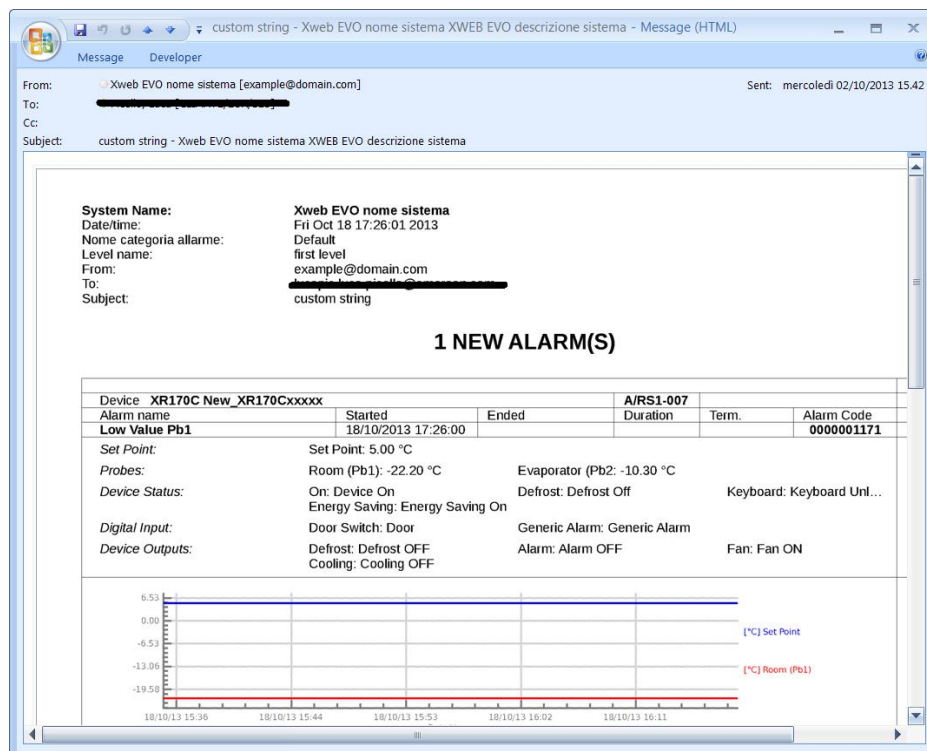 custom string - Xweb EVO nome sistema XWEB EVO descrizione sistema - Message (HTML)
Message Developer
From: Xweb EVO nome sistema [example@domain.com] Sent: mercoledì 02/10/2013 15.42
To:
Cc:
Subject: custom string - Xweb EVO nome sistema XWEB EVO descrizione sistema
System Name: Xweb EVO nome sistema
Date/time: Fri Oct 18 17:26:01 2013
Nome categoria allarme: Default
Level name: first level
From: example@domain.com
To:
Subject: custom string
1 NEW ALARM(S)
Device XR170C New_XR170Cxxxxx A/RS1-007
Alarm name Started Ended Duration Term. Alarm Code
Low Value Pb1 18/10/2013 17:26:00 0000001171
Set Point: Set Point: 5.00 °C
Probes: Room (Pb1): -22.20 °C Evaporator (Pb2: -10.30 °C
Device Status: On: Device On Defrost: Defrost Off Keyboard: Keyboard Unl...
Energy Saving: Energy Saving On
Digital Input: Door Switch: Door Generic Alarm: Generic Alarm
Device Outputs: Defrost: Defrost OFF Alarm: Alarm OFF Fan: Fan ON
Cooling: Cooling OFF
6.53
0.00
[°C] Set Point
-6.53
-13.06
[°C] Room (Pb1)
-19.58
18/10/13 15:36 18/10/13 15:44 18/10/13 15:53 18/10/13 16:02 18/10/13 16:11